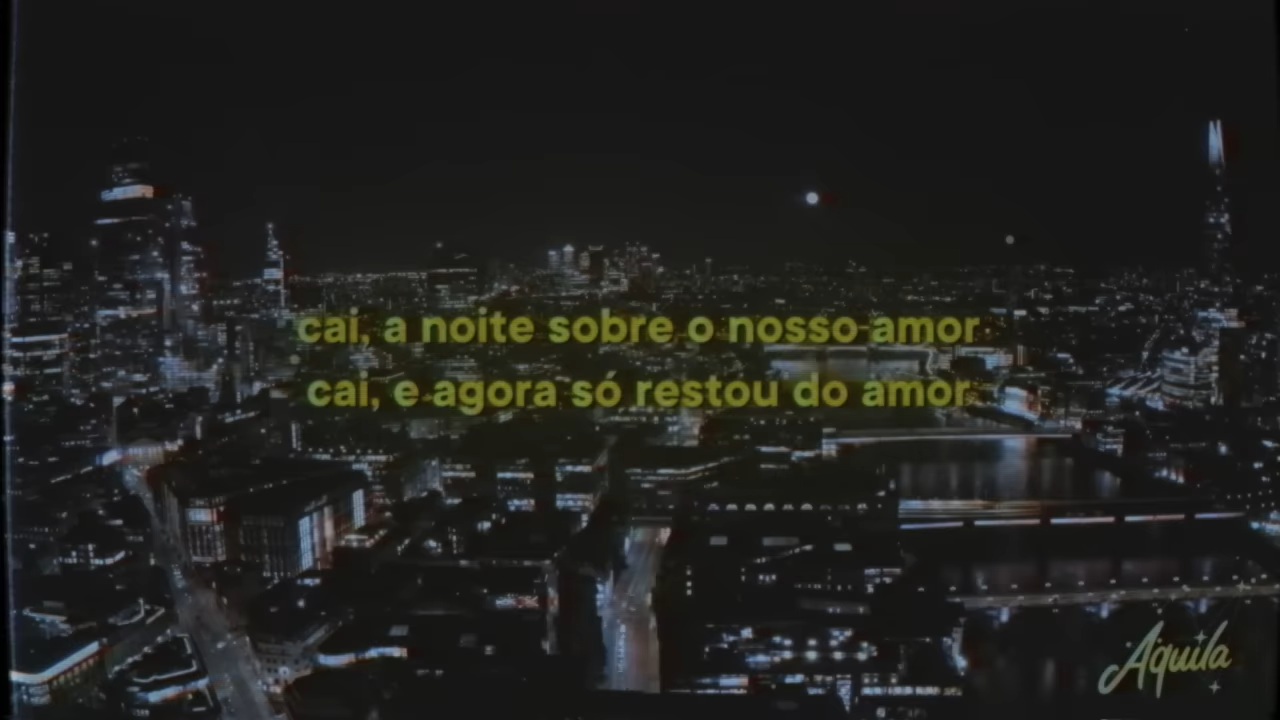 cai, a noite sobre o nosso amor
cai, e agora só restou do amor
Aquila